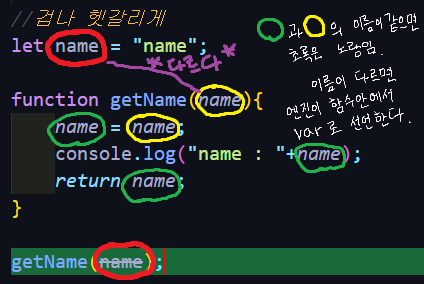 //겁나 헷갈리게
let name = "name";
*다르다*
function getName(name){
name = name;
console.log("name : "+name);
return name;
}
getName(name);
과 의 이름이 같으면
초록은 노랑임.
이름이 다르면
엔진이 함수안에서
var로 선언한다.